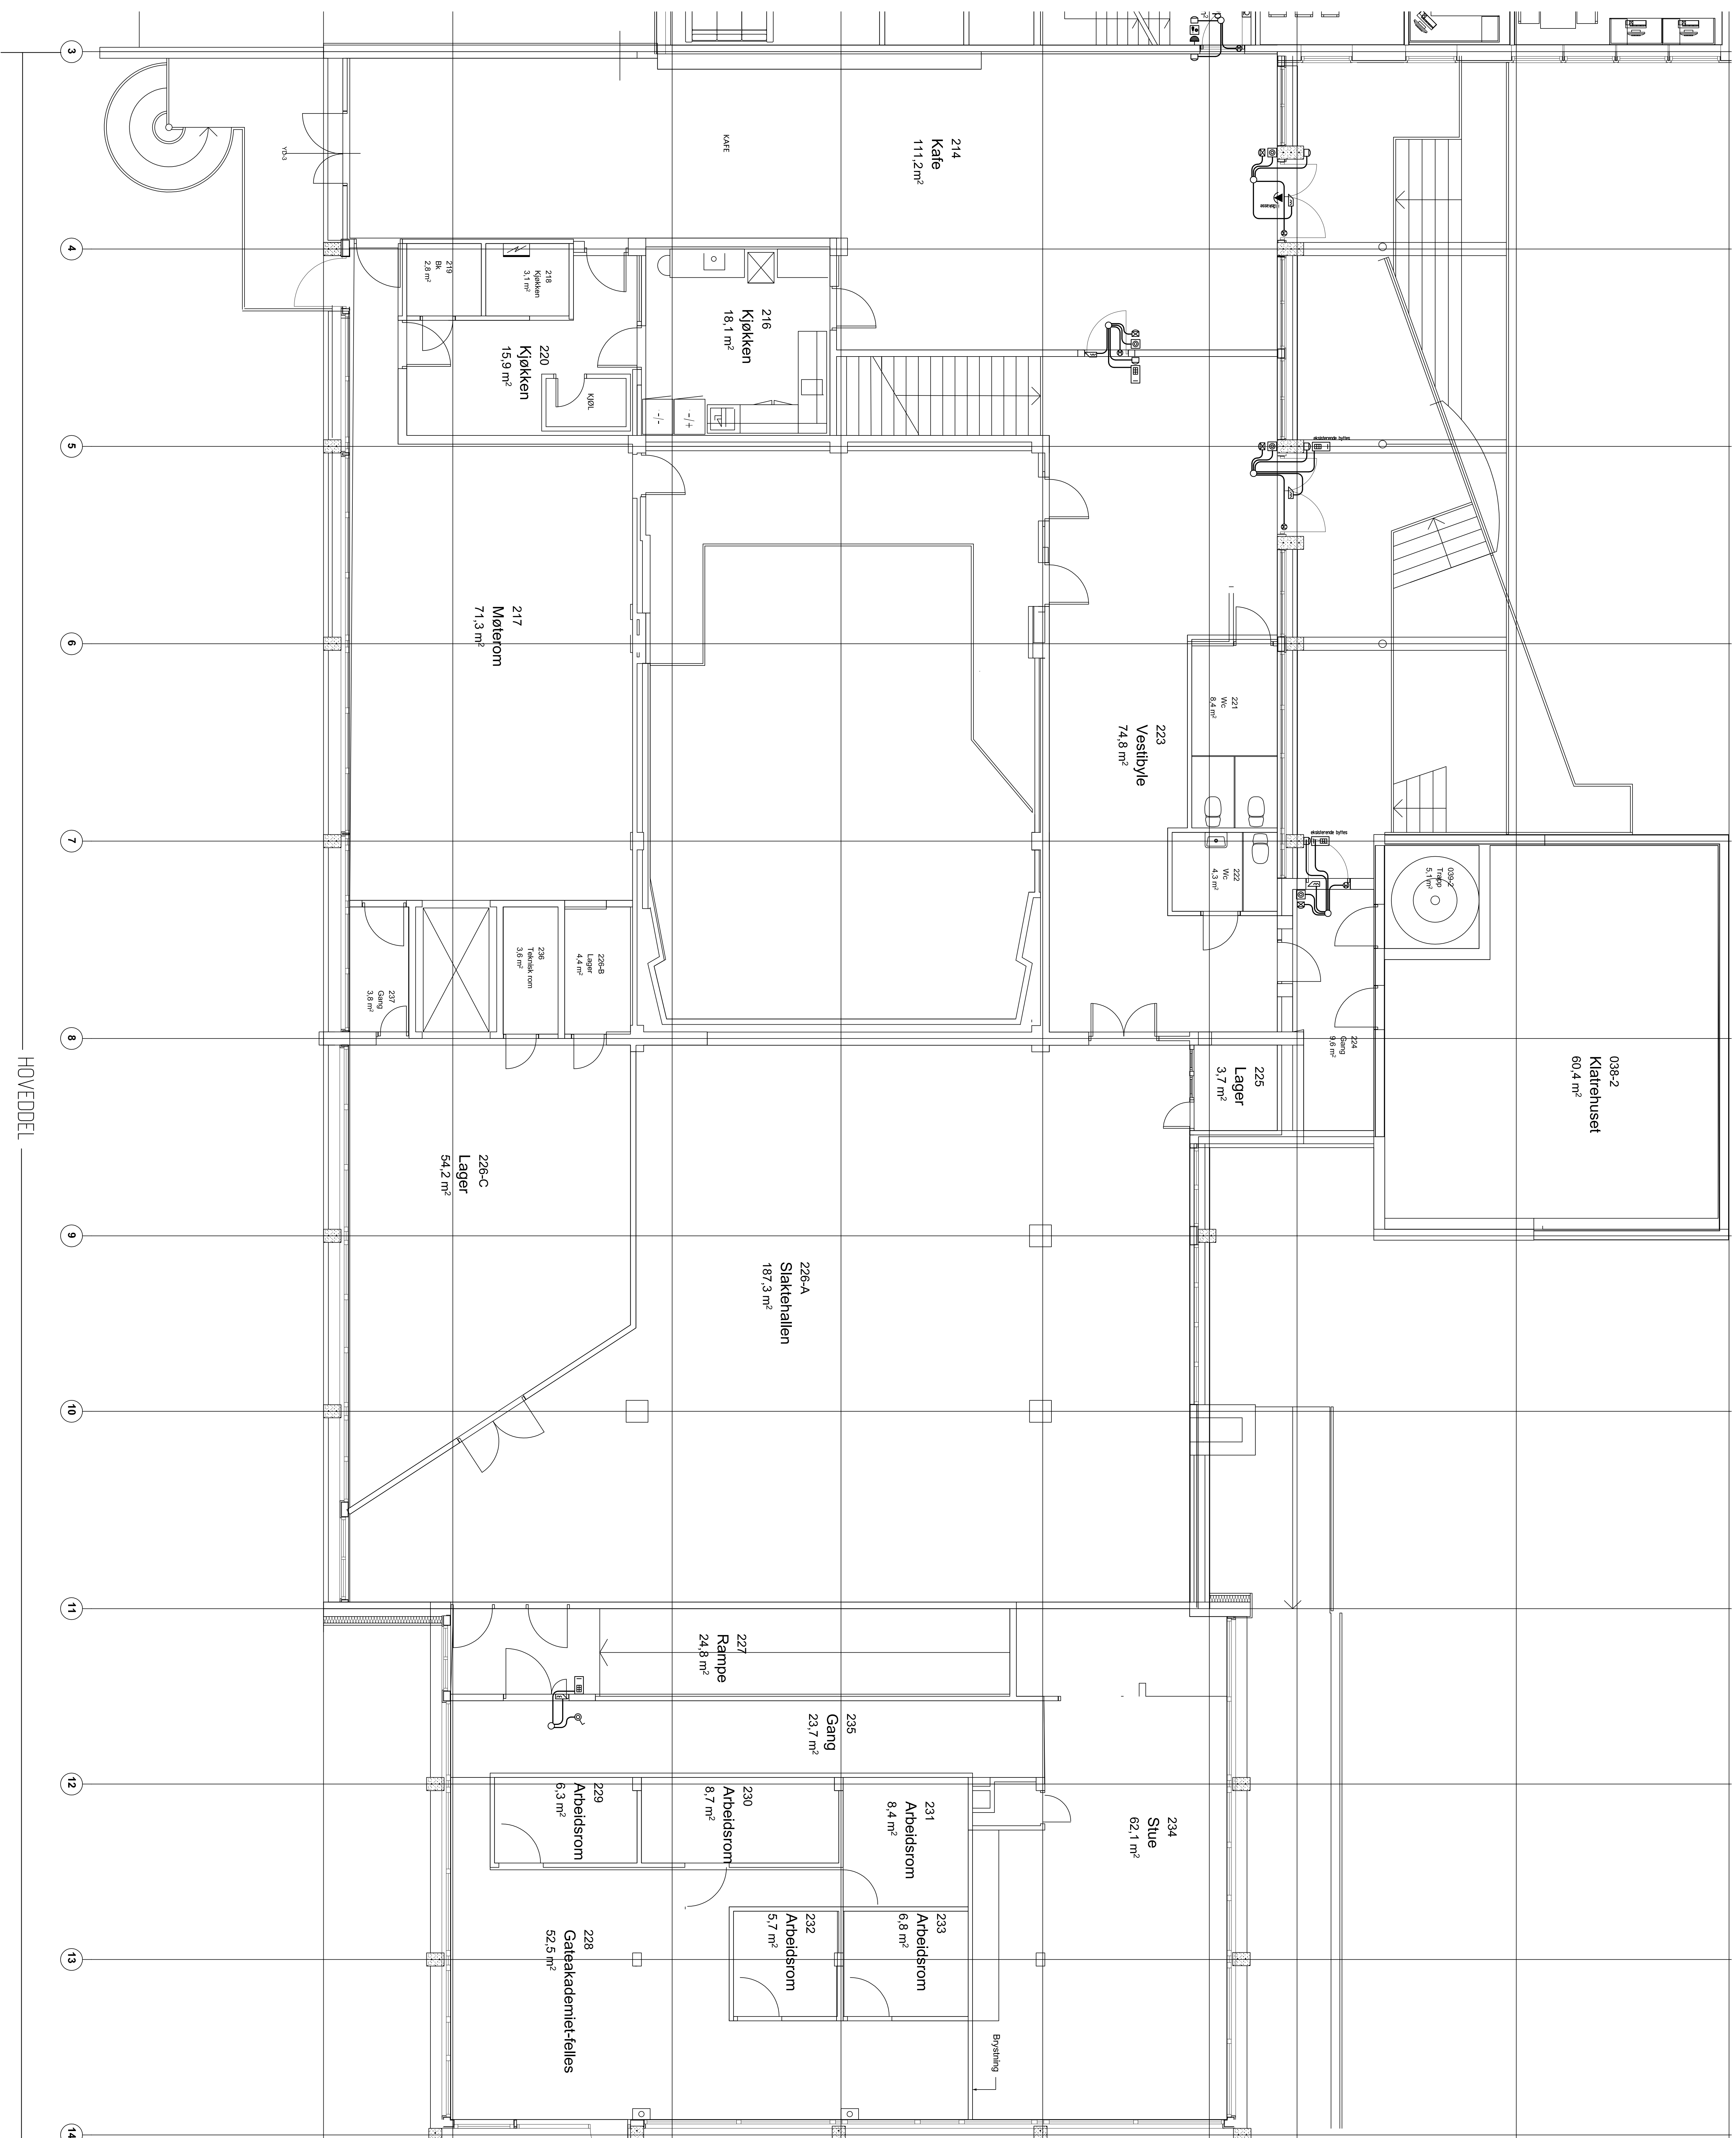 3
4
5
6
7
8
9
10
11
12
13
14
HOVEDDEL
YD-3
KAFE
214
Kafe
111,2 m²
219
Bk
2,8 m²
218
Kjøkken
3,1 m²
220
Kjøkken
15,9 m²
KJØL
216
Kjøkken
18,1 m²
-/-
-/+
eksisterende byttes
217
Møterom
71,3 m²
221
Wc
8,4 m²
223
Vestibyle
74,8 m²
222
Wc
4,3 m²
eksisterende byttes
039-2
Trapp
5,1 m²
038-2
Klatrehuset
60,4 m²
224
Gang
9,6 m²
225
Lager
3,7 m²
226-B
Lager
4,4 m²
236
Teknisk rom
3,6 m²
237
Gang
3,8 m²
226-C
Lager
54,2 m²
226-A
Slaktehallen
187,3 m²
227
Rampe
24,8 m²
235
Gang
23,7 m²
229
Arbeidsrom
6,3 m²
230
Arbeidsrom
8,7 m²
231
Arbeidsrom
8,4 m²
234
Stue
62,1 m²
232
Arbeidsrom
5,7 m²
233
Arbeidsrom
6,8 m²
228
Gateakademiet-felles
52,5 m²
Brystning